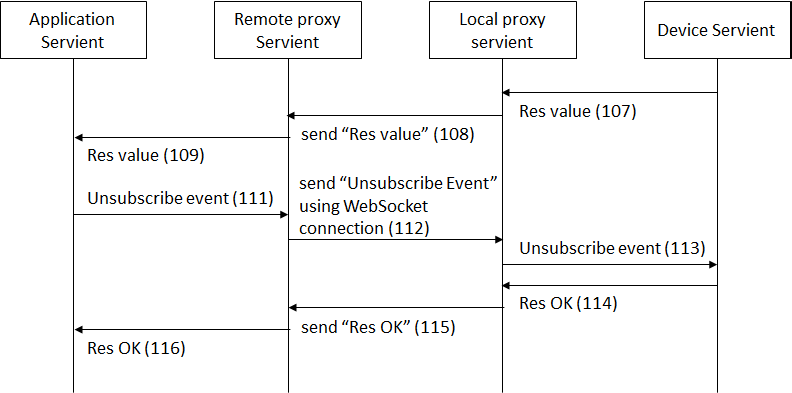 Application
Servient
Remote proxy
Servient
Local proxy
servient
Device Servient
Res value (107)
send “Res value” (108)
Res value (109)
Unsubscribe event (111)
send “Unsubscribe Event”
using WebSocket
connection (112)
Unsubscribe event (113)
Res OK (114)
send “Res OK” (115)
Res OK (116)